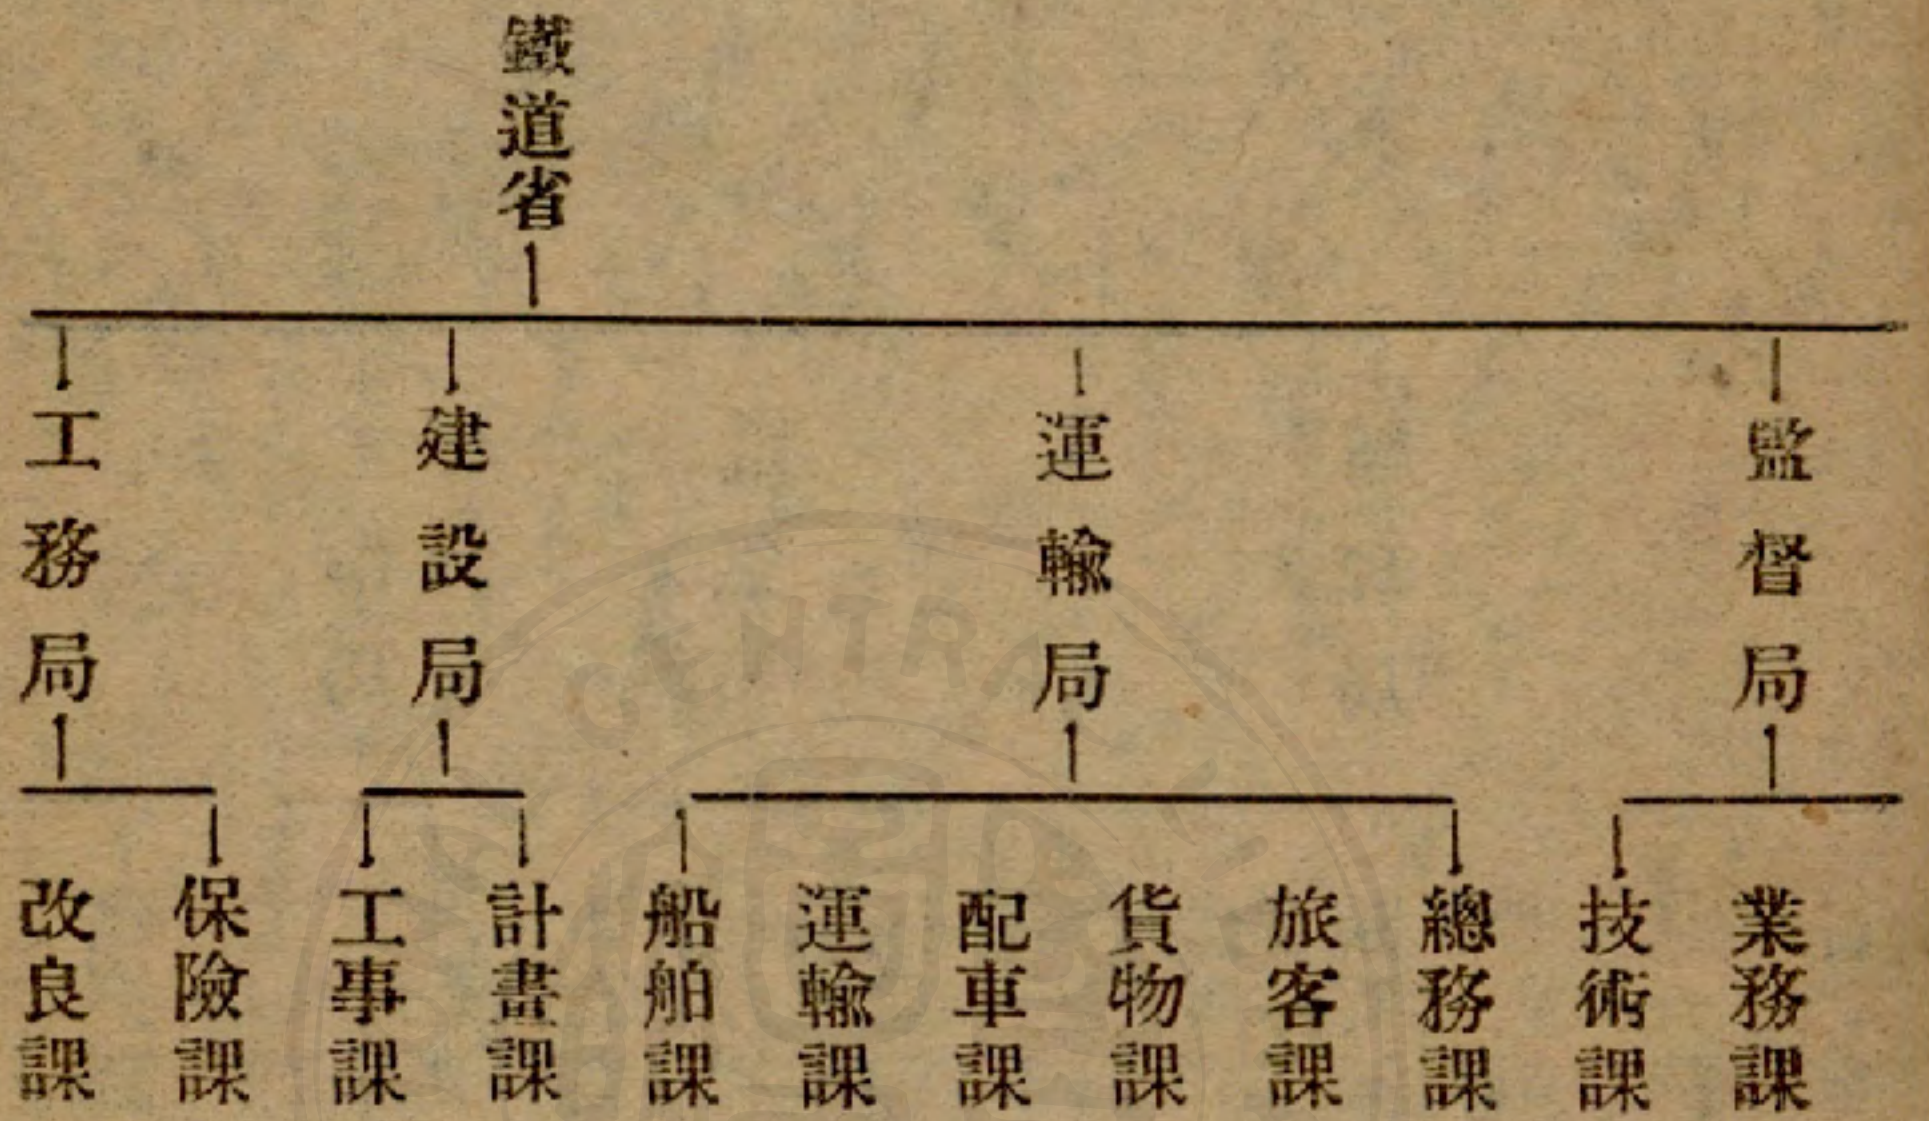 鐵道省
監督局
運輸局
建設局
工務局
業務課
技術課
總務課
旅客課
貨物課
配車課
運輸課
船舶課
計畫課
工事課
保險課
改良課
CENTRA